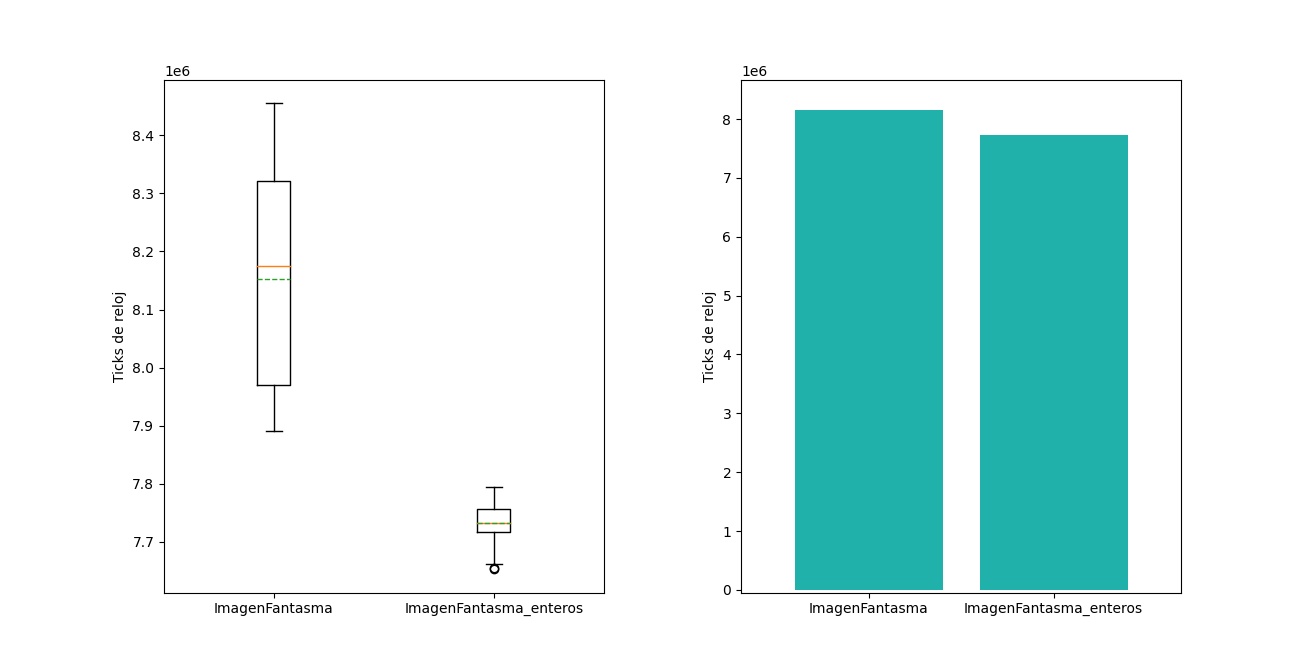 1e6
8.4
8.3
8.2
8.1
8.0
7.9
7.8
7.7
Ticks de reloj
ImagenFantasma
ImagenFantasma_enteros
1e6
8
7
6
5
4
3
2
1
0
Ticks de reloj
ImagenFantasma
ImagenFantasma_enteros